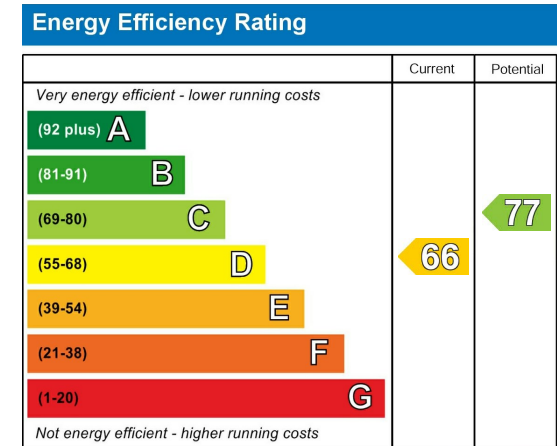 Energy Efficiency Rating
Current Potential
Very energy efficient - lower running costs
(92 plus) A
(81-91) B
(69-80) C
77
(55-68) D
66
(39-54) E
(21-38) F
(1-20) G
Not energy efficient - higher running costs